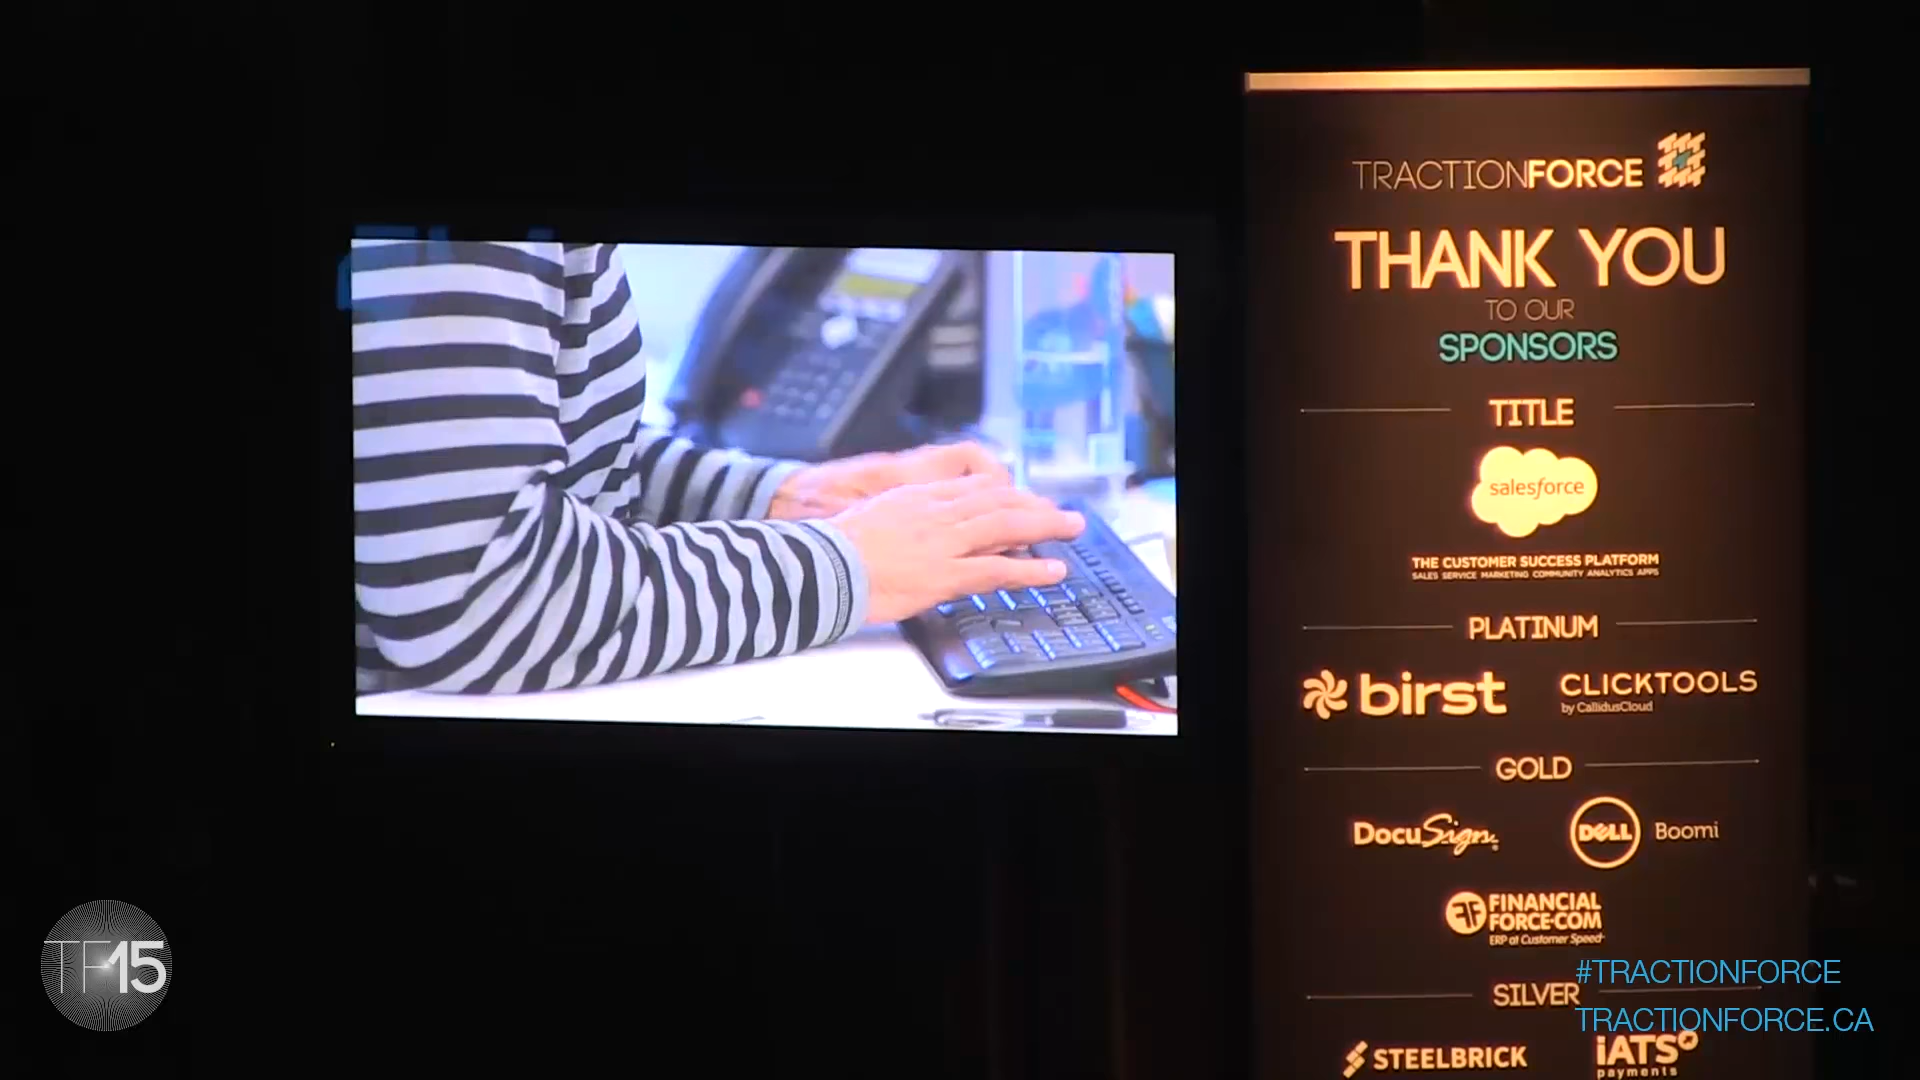 TRACTIONFORCE
THANK YOU
TO OUR
SPONSORS
TITLE
salesforce
THE CUSTOMER SUCCESS PLATFORM
SALES SERVICE MARKETING COMMUNITY ANALYTICS APPS
PLATINUM
birst
CLICKTOOLS
by CallidusCloud
GOLD
DocuSign
DELL Boomi
FINANCIAL
FORCE.COM
ERP at Customer Speed
SILVER
STEELBRICK
iATS
payments
TF15
#TRACTIONFORCE
TRACTIONFORCE.CA